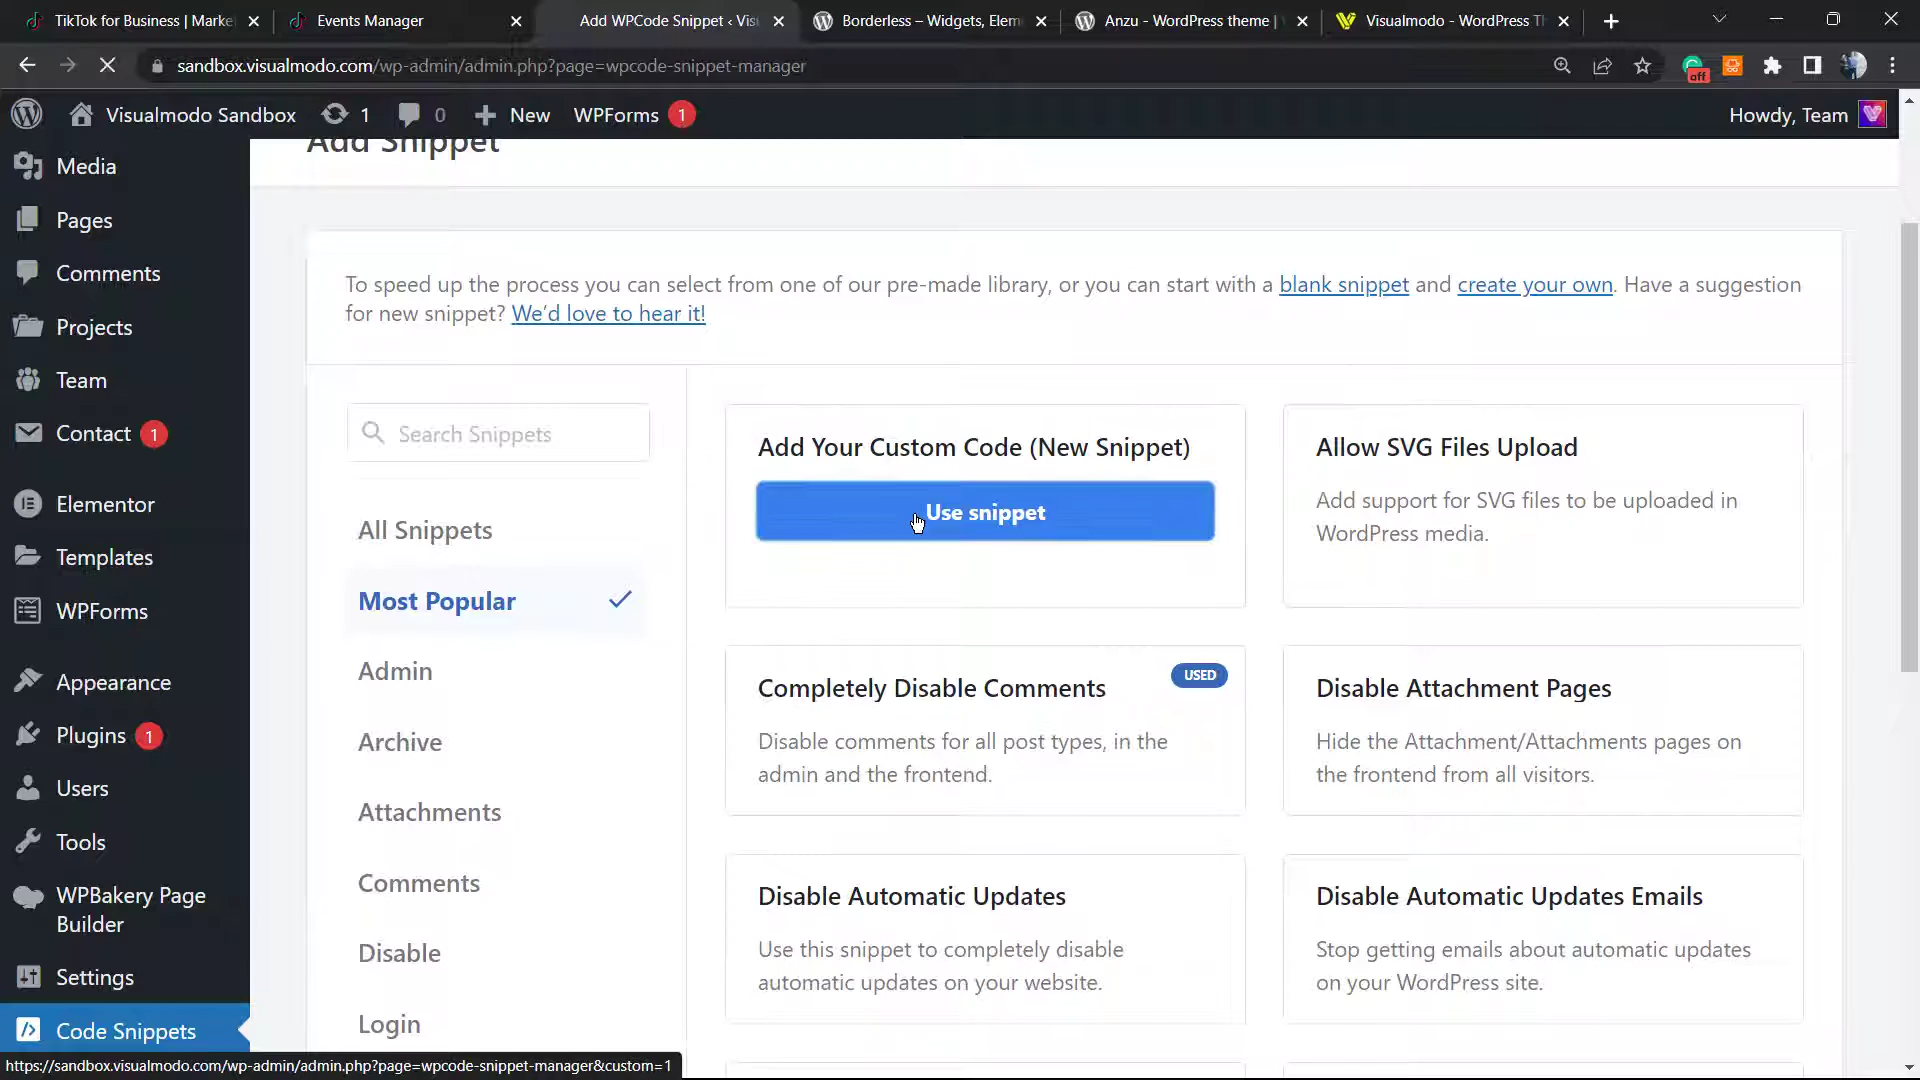 TikTok for Business | Marke
Events Manager
Add WPCode Snippet ‹ Vis
Borderless – Widgets, Elem
Anzu - WordPress theme |
Visualmodo - WordPress T
sandbox.visualmodo.com/wp-admin/admin.php?page=wpcode-snippet-manager
off
Visualmodo Sandbox
1
0
New
WPForms
1
Howdy, Team
Media
Pages
Comments
Projects
Team
Contact 1
Elementor
Templates
WPForms
Appearance
Plugins 1
Users
Tools
WPBakery Page
Builder
Settings
Code Snippets
Add Snippet
To speed up the process you can select from one of our pre-made library, or you can start with a blank snippet and create your own. Have a suggestion
for new snippet? We'd love to hear it!
Search Snippets
All Snippets
Most Popular
Admin
Archive
Attachments
Comments
Disable
Login
Add Your Custom Code (New Snippet)
Use snippet
Allow SVG Files Upload
Add support for SVG files to be uploaded in
WordPress media.
Completely Disable Comments
USED
Disable comments for all post types, in the
admin and the frontend.
Disable Attachment Pages
Hide the Attachment/Attachments pages on
the frontend from all visitors.
Disable Automatic Updates
Use this snippet to completely disable
automatic updates on your website.
Disable Automatic Updates Emails
Stop getting emails about automatic updates
on your WordPress site.
https://sandbox.visualmodo.com/wp-admin/admin.php?page=wpcode-snippet-manager&custom=1